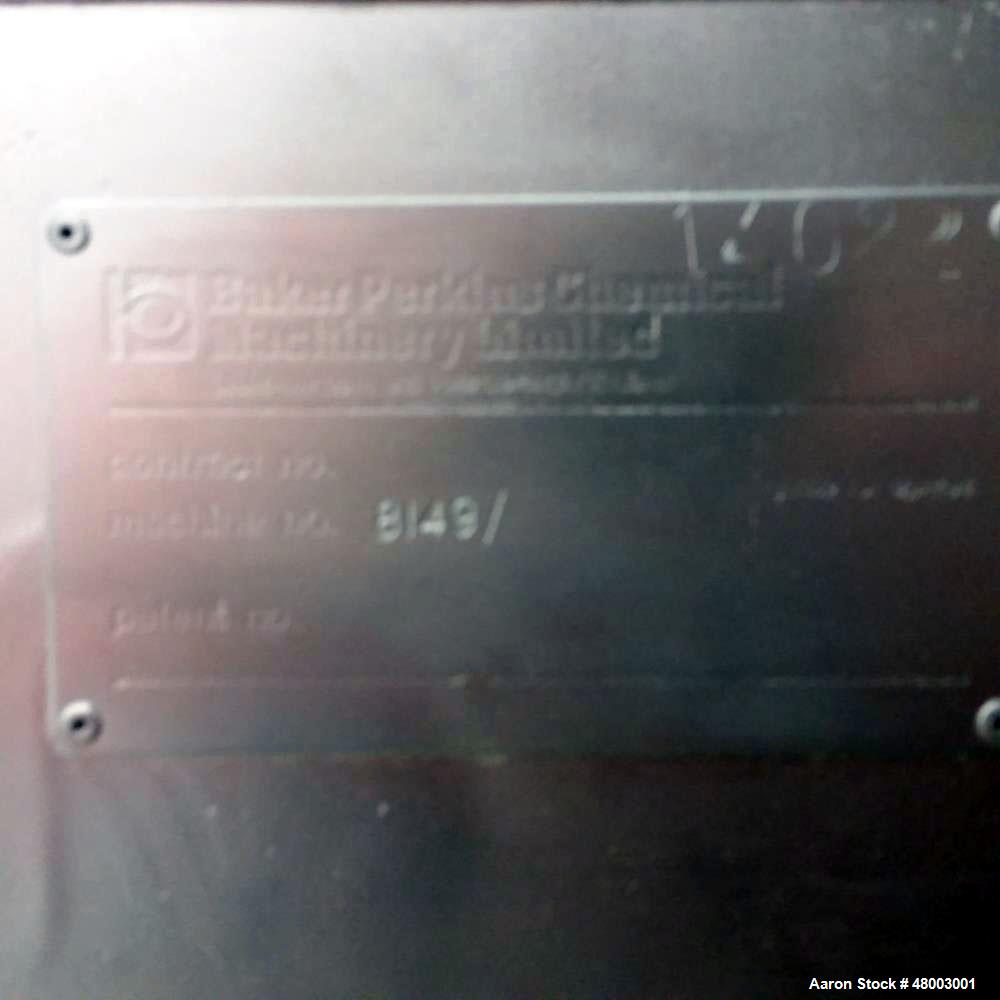 Baker Perkins Chemical
Machinery Limited
contract no.
machine no. 8149/
patent no.
Aaron Stock # 48003001